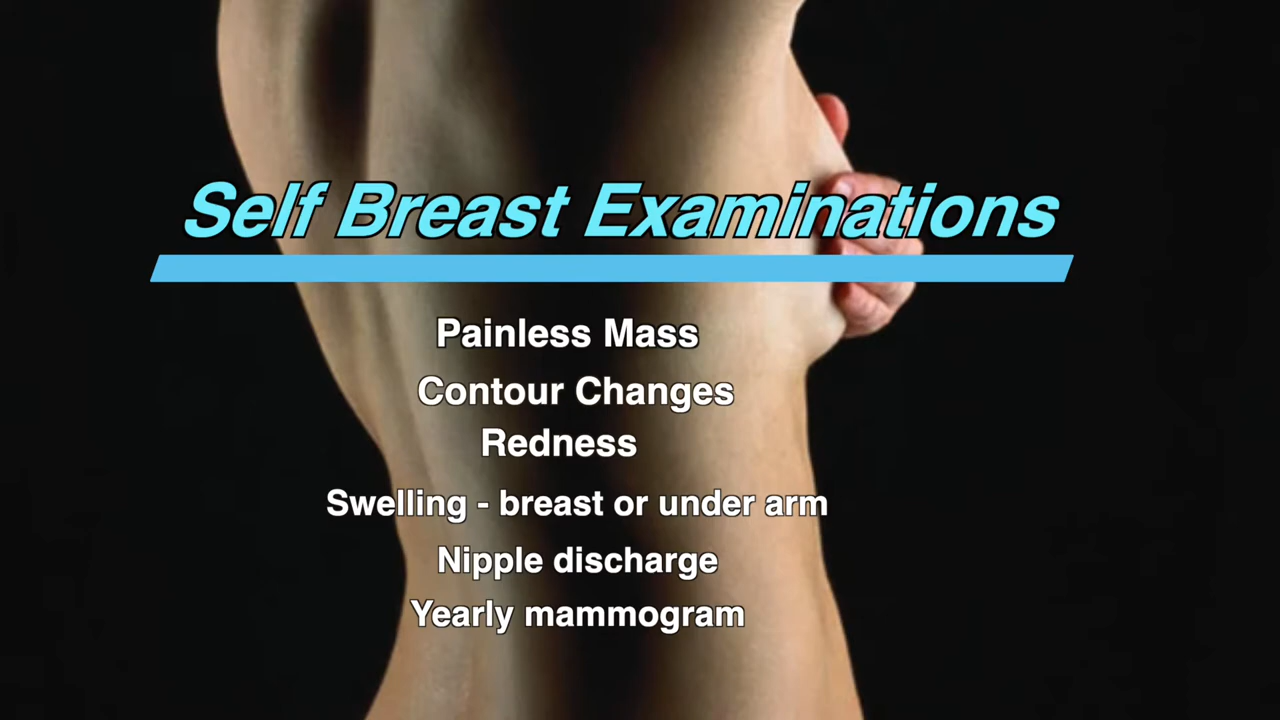 Self Breast Examinations
Painless Mass
Contour Changes
Redness
Swelling - breast or under arm
Nipple discharge
Yearly mammogram